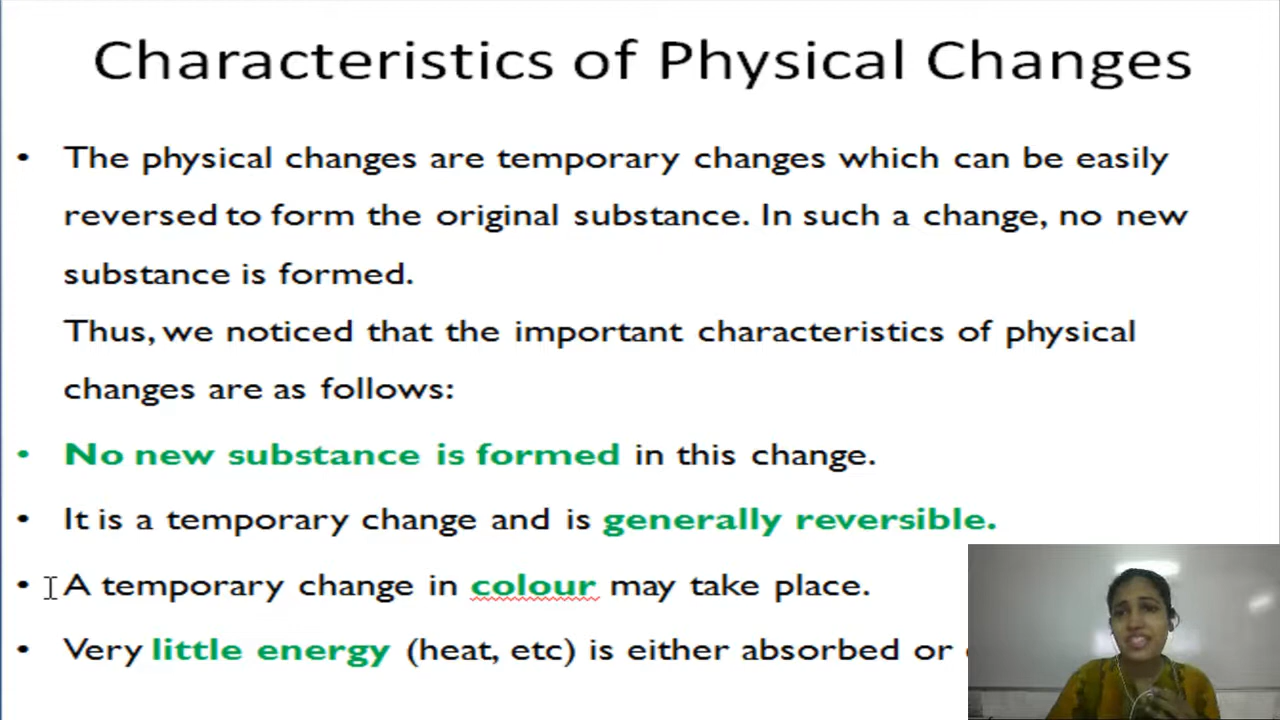 Characteristics of Physical Changes
• The physical changes are temporary changes which can be easily
reversed to form the original substance. In such a change, no new
substance is formed.
Thus, we noticed that the important characteristics of physical
changes are as follows:
• No new substance is formed in this change.
• It is a temporary change and is generally reversible.
• A temporary change in colour may take place.
• Very little energy (heat, etc) is either absorbed or